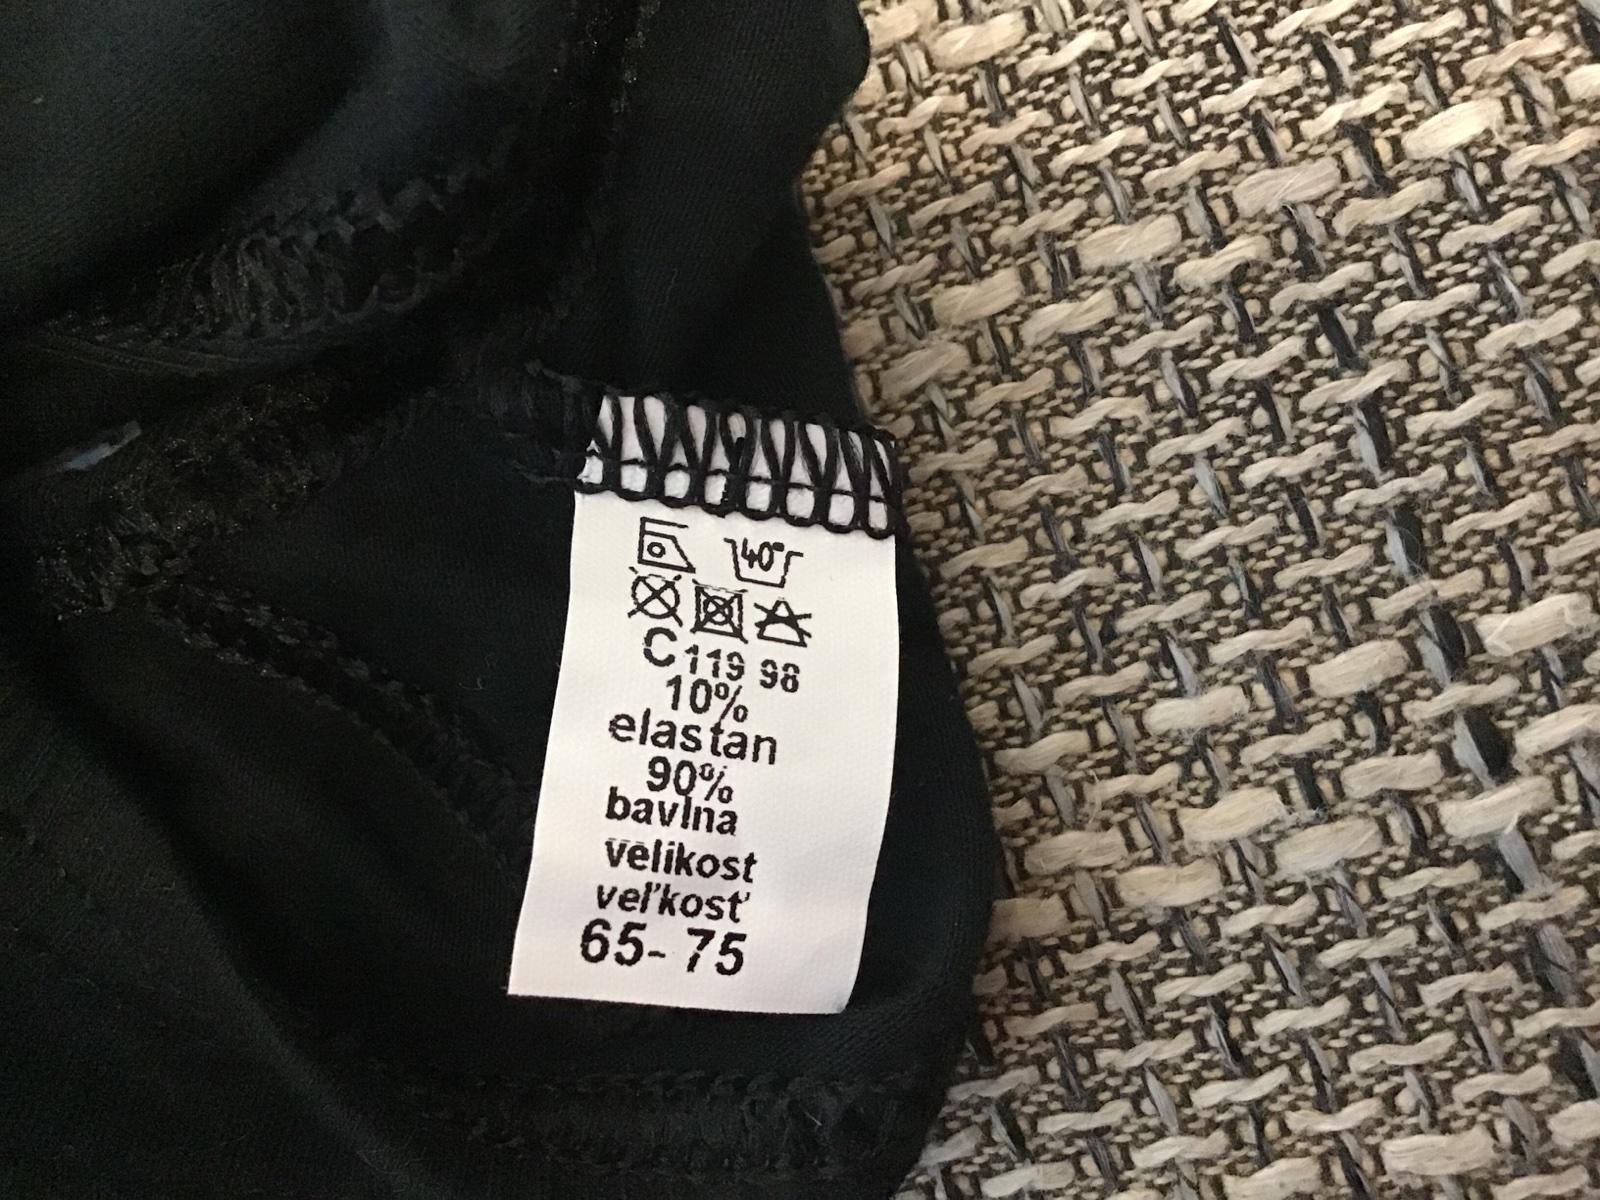 40°
C 119 98
10%
elastan
90%
bavlna
velikost
veľkosť
65-75